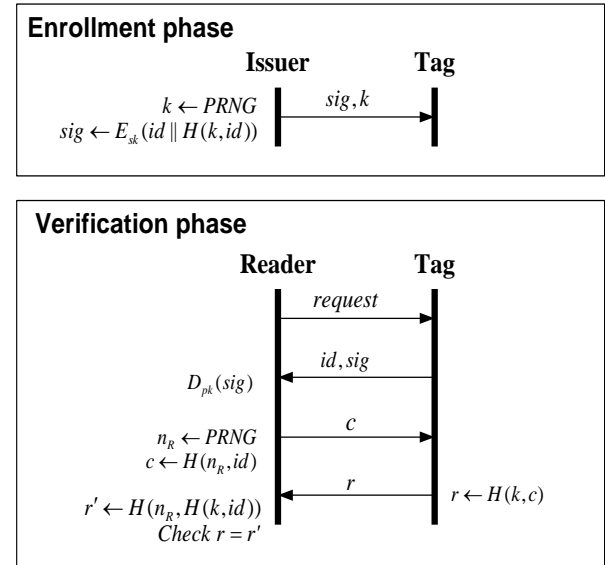 Enrollment phase
Issuer Tag
k ← PRNG
sig, k
sig ← E_sk(id || H(k, id))
Verification phase
Reader Tag
request
id, sig
D_pk(sig)
n_R ← PRNG
c
c ← H(n_R, id)
r
r ← H(k, c)
r′ ← H(n_R, H(k, id))
Check r = r′